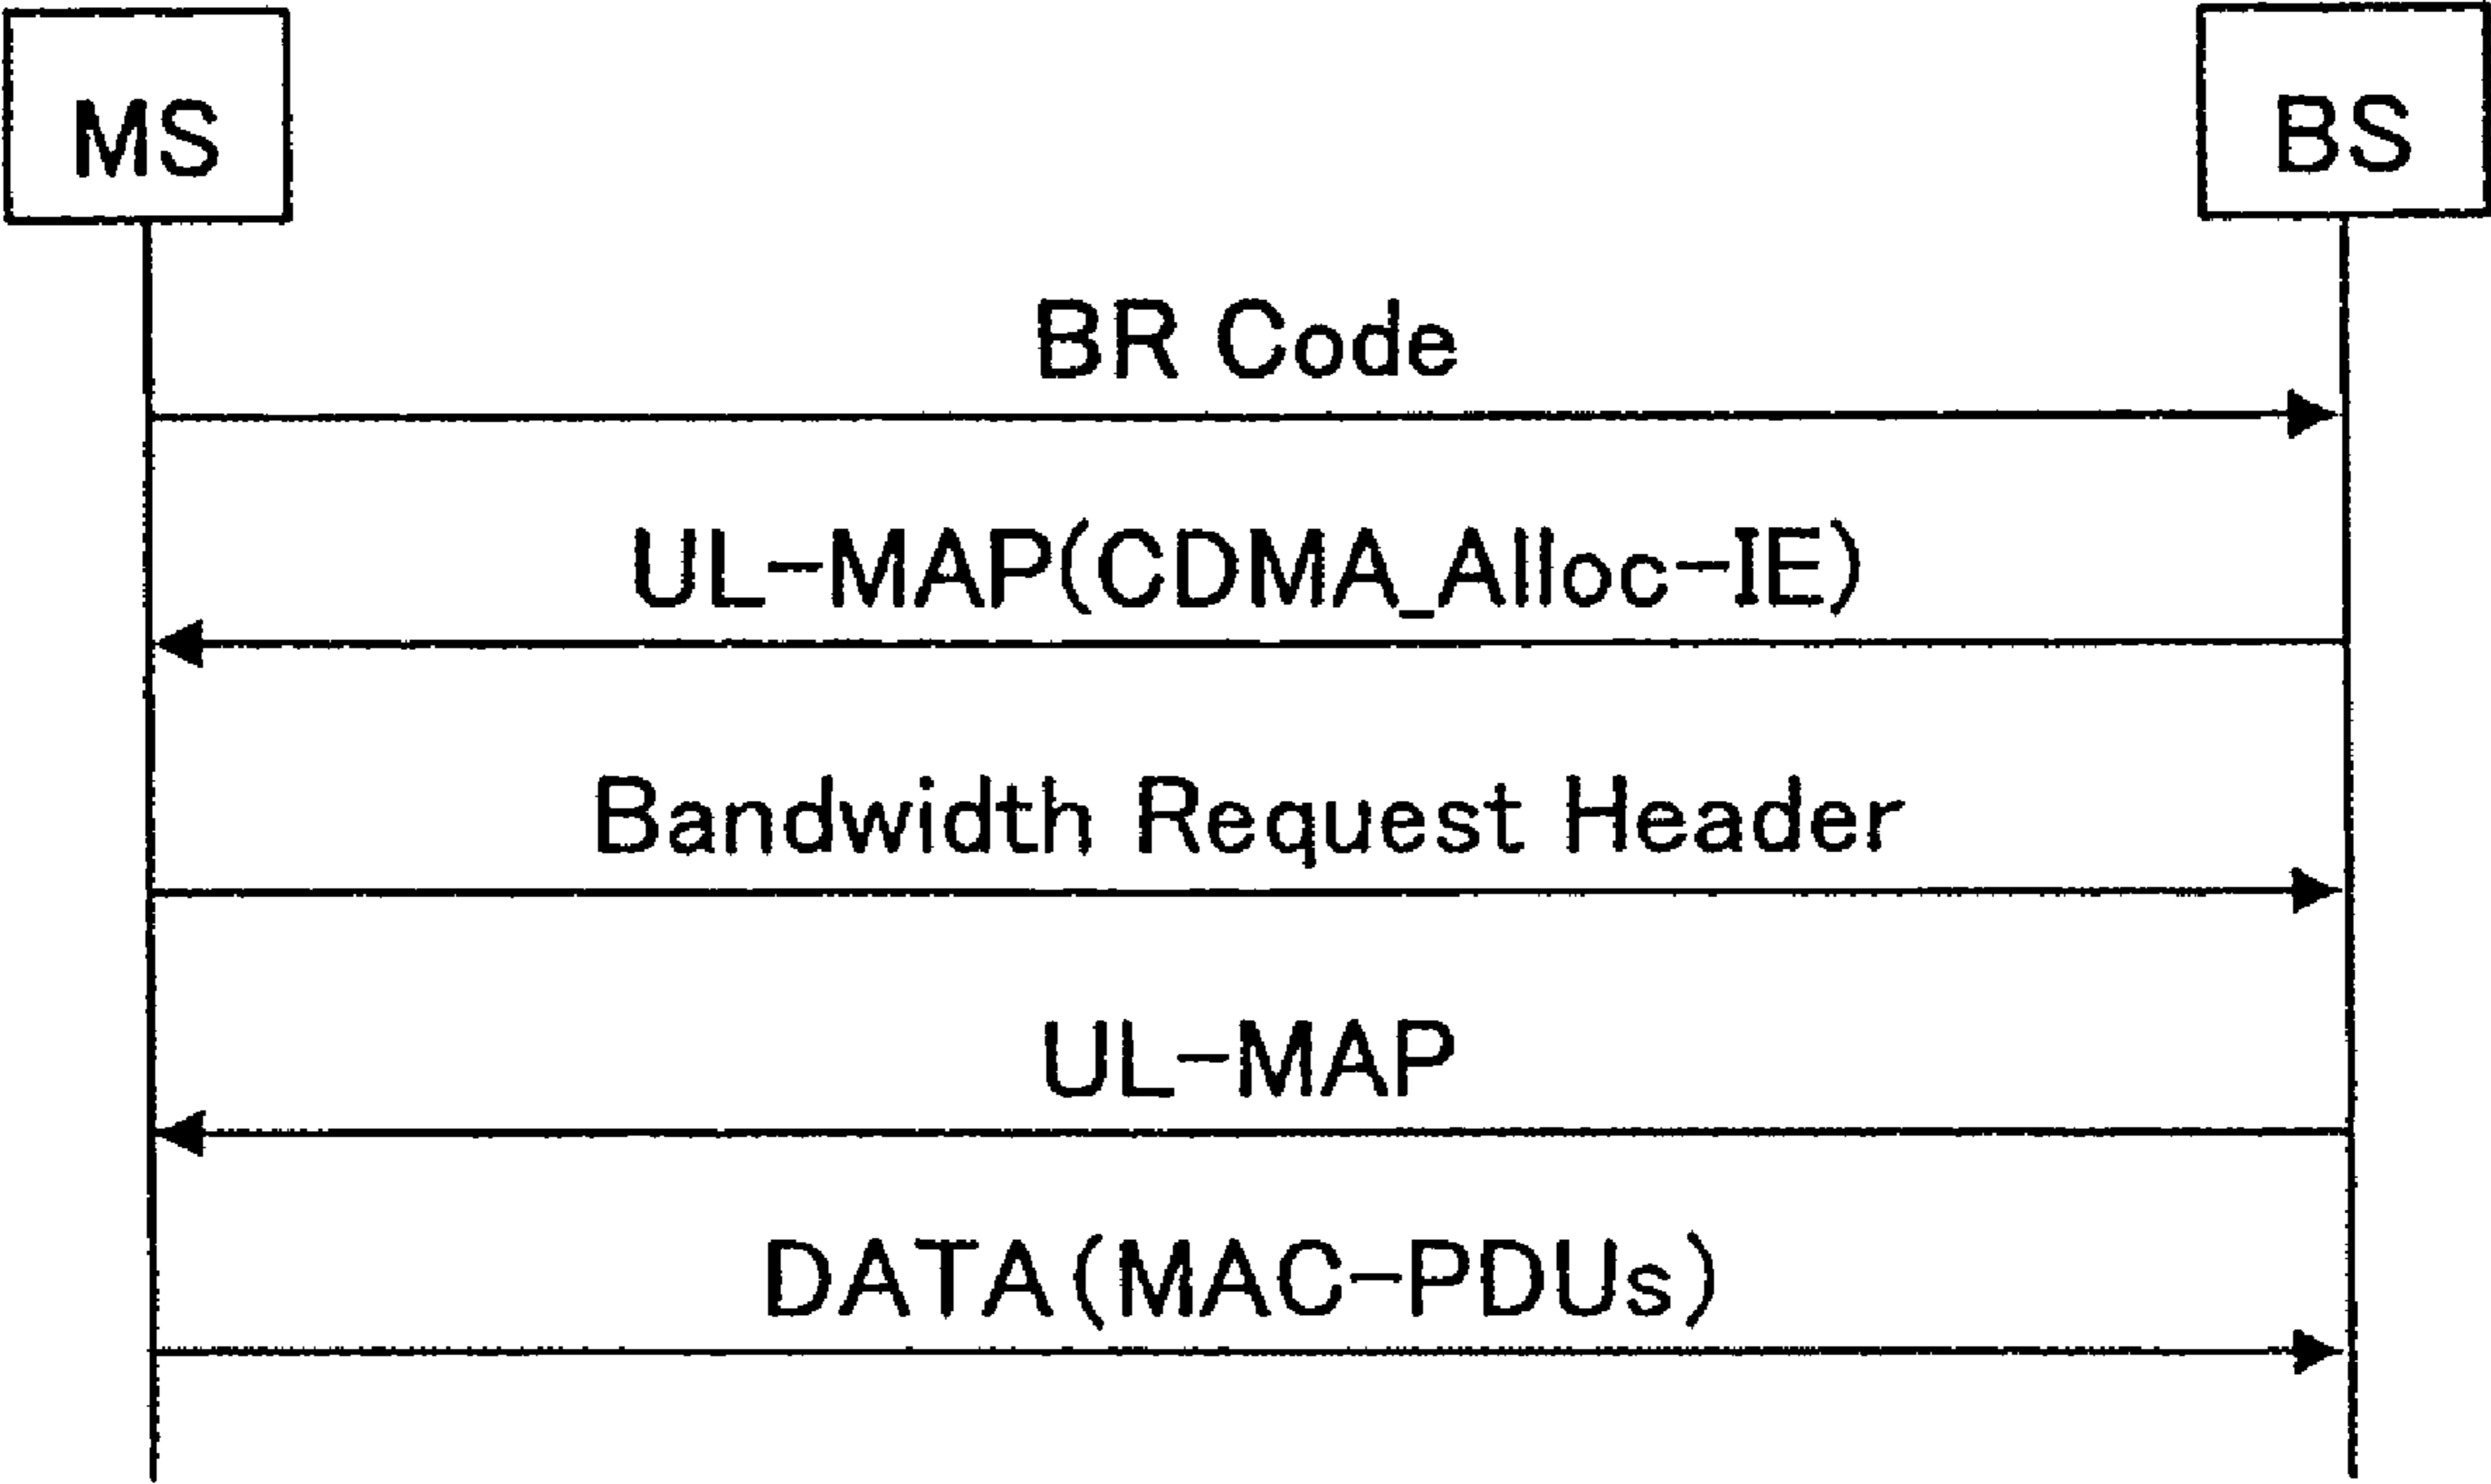 MS
BS
BR Code
UL-MAP(CDMA_Alloc-IE)
Bandwidth Request Header
UL-MAP
DATA(MAC-PDUs)